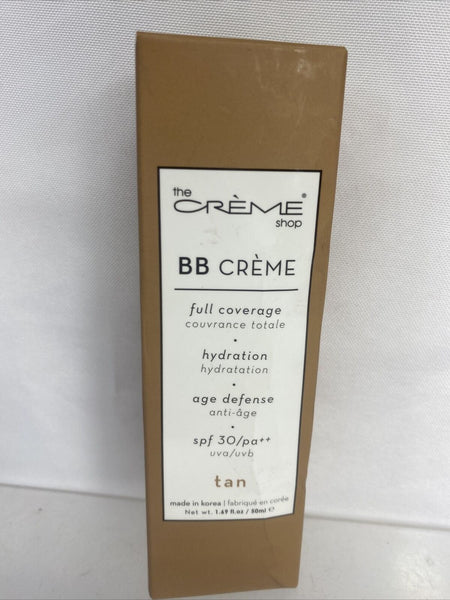 the
CRÈME®
shop
BB CRÈME
full coverage
couvrance totale
•
hydration
hydratation
•
age defense
anti-âge
•
spf 30/pa++
uva/uvb
tan
made in korea | fabriqué en corée
Net wt. 1.69 fl.oz / 50ml ℮